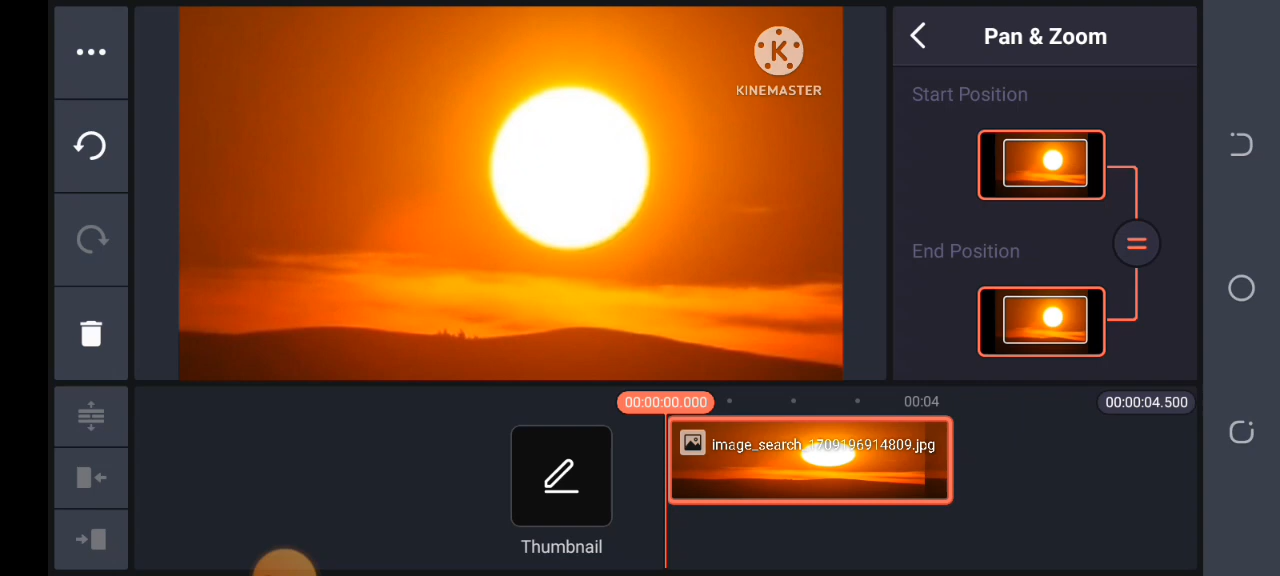 KINEMASTER
Pan & Zoom
Start Position
End Position
00:00:00.000
00:04
00:00:04.500
image_search_1709196914809.jpg
Thumbnail